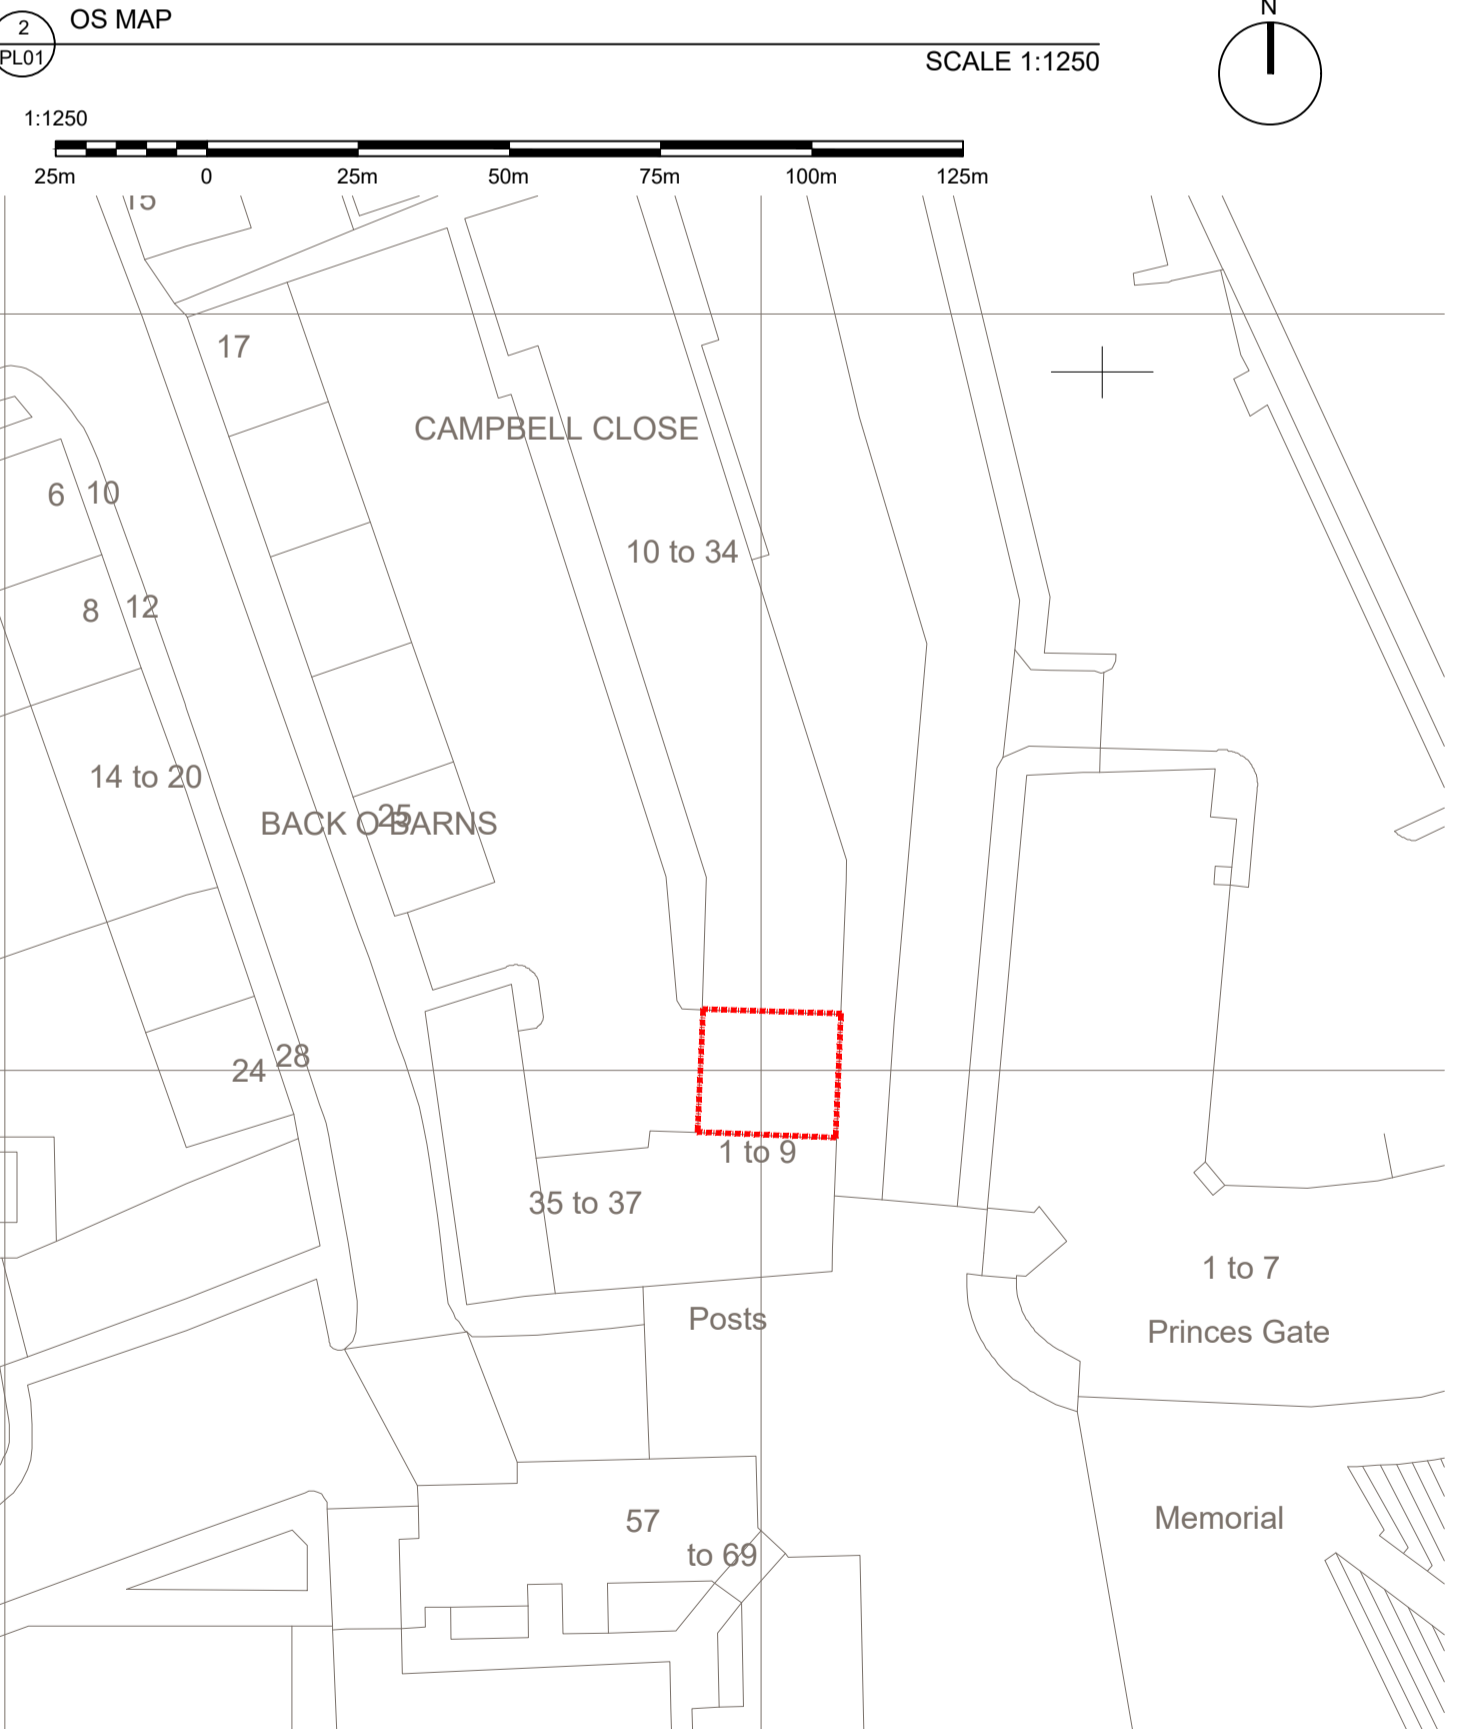 2
PL01
OS MAP
SCALE 1:1250
N
1:1250
25m 0 25m 50m 75m 100m 125m
15
17
CAMPBELL CLOSE
6 10
10 to 34
8 12
14 to 20
25
BACK O BARNS
24 28
1 to 9
35 to 37
1 to 7
Posts
Princes Gate
57
to 69
Memorial